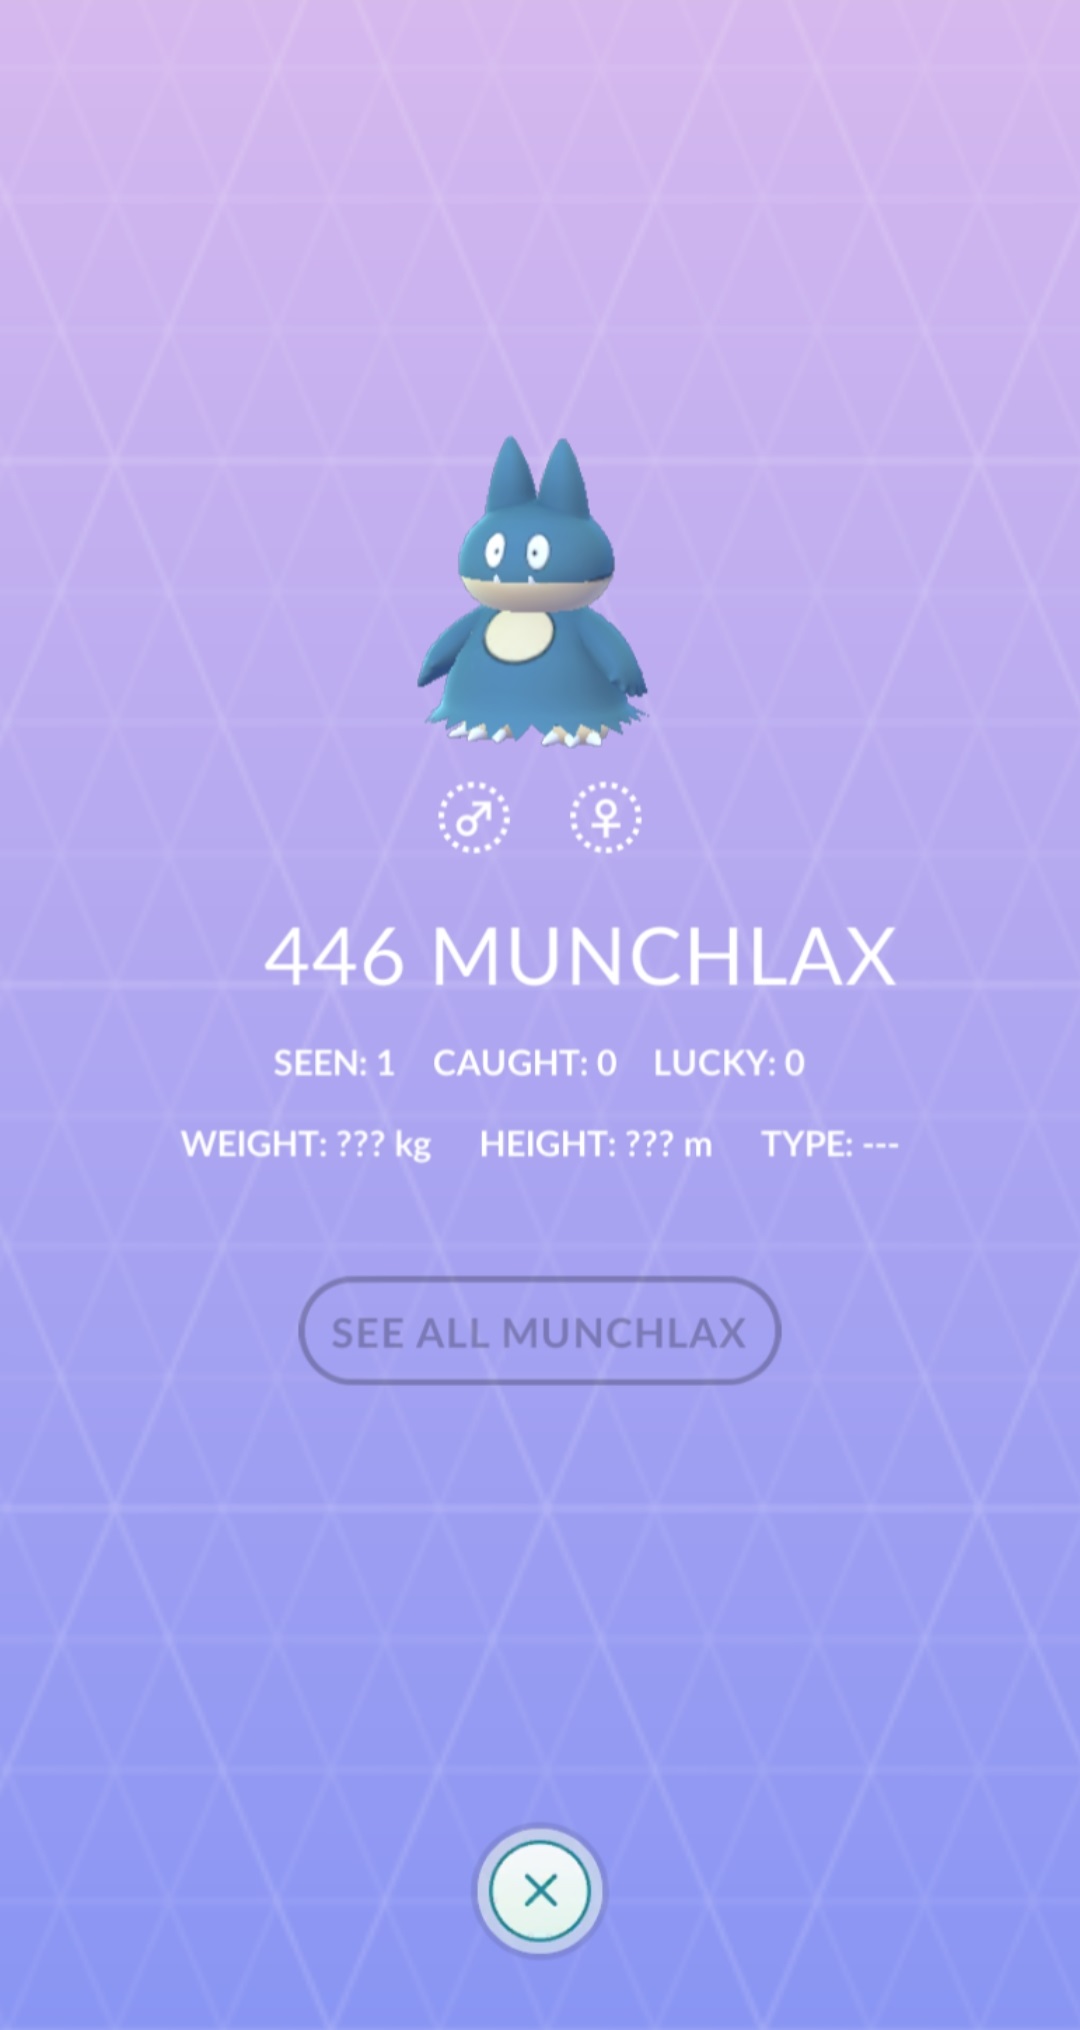 446 MUNCHLAX
SEEN: 1 CAUGHT: 0 LUCKY: 0
WEIGHT: ??? kg HEIGHT: ??? m TYPE: ---
SEE ALL MUNCHLAX